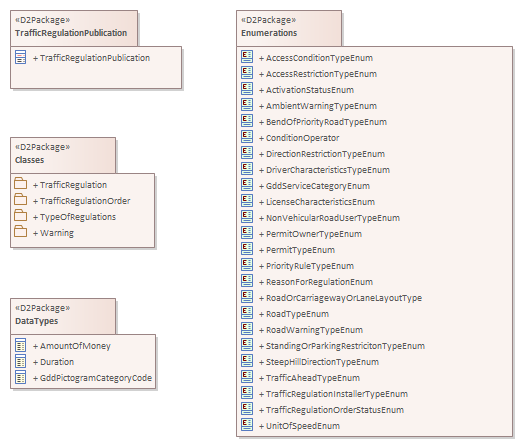 «D2Package»
TrafficRegulationPublication
+ TrafficRegulationPublication
«D2Package»
Classes
+ TrafficRegulation
+ TrafficRegulationOrder
+ TypeOfRegulations
+ Warning
«D2Package»
DataTypes
+ AmountOfMoney
+ Duration
+ GddPictogramCategoryCode
«D2Package»
Enumerations
+ AccessConditionTypeEnum
+ AccessRestrictionTypeEnum
+ ActivationStatusEnum
+ AmbientWarningTypeEnum
+ BendOfPriorityRoadTypeEnum
+ ConditionOperator
+ DirectionRestrictionTypeEnum
+ DriverCharacteristicsTypeEnum
+ GddServiceCategoryEnum
+ LicenseCharacteristicsEnum
+ NonVehicularRoadUserTypeEnum
+ PermitOwnerTypeEnum
+ PermitTypeEnum
+ PriorityRuleTypeEnum
+ ReasonForRegulationEnum
+ RoadOrCarriagewayOrLaneLayoutType
+ RoadTypeEnum
+ RoadWarningTypeEnum
+ StandingOrParkingRestricitonTypeEnum
+ SteepHillDirectionTypeEnum
+ TrafficAheadTypeEnum
+ TrafficRegulationInstallerTypeEnum
+ TrafficRegulationOrderStatusEnum
+ UnitOfSpeedEnum